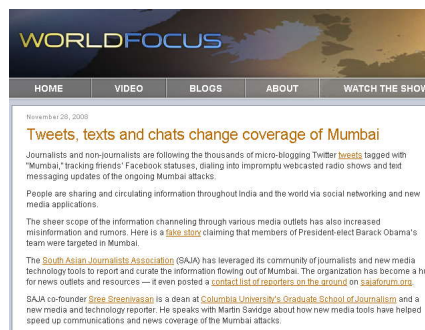 WORLDFOCUS
HOME VIDEO BLOGS ABOUT WATCH THE SHOW
November 28, 2008
Tweets, texts and chats change coverage of Mumbai
Journalists and non-journalists are following the thousands of micro-blogging Twitter tweets tagged with
"Mumbai," tracking friends' Facebook statuses, dialing into impromptu webcasted radio shows and text
messaging updates of the ongoing Mumbai attacks.
People are sharing and circulating information throughout India and the world via social networking and new
media applications.
The sheer scope of the information channeling through various media outlets has also increased
misinformation and rumors. Here is a fake story claiming that members of President-elect Barack Obama's
team were targeted in Mumbai.
The South Asian Journalists Association (SAJA) has leveraged its community of journalists and new media
technology tools to report and curate the information flowing out of Mumbai. The organization has become a
for news outlets and resources — it even posted a contact list of reporters on the ground on sajaforum.org.
SAJA co-founder Sree Sreenivasan is a dean at Columbia University's Graduate School of Journalism and a
new media and technology reporter. He speaks with Martin Savidge about how new media tools have helped
speed up communications and news coverage of the Mumbai attacks.